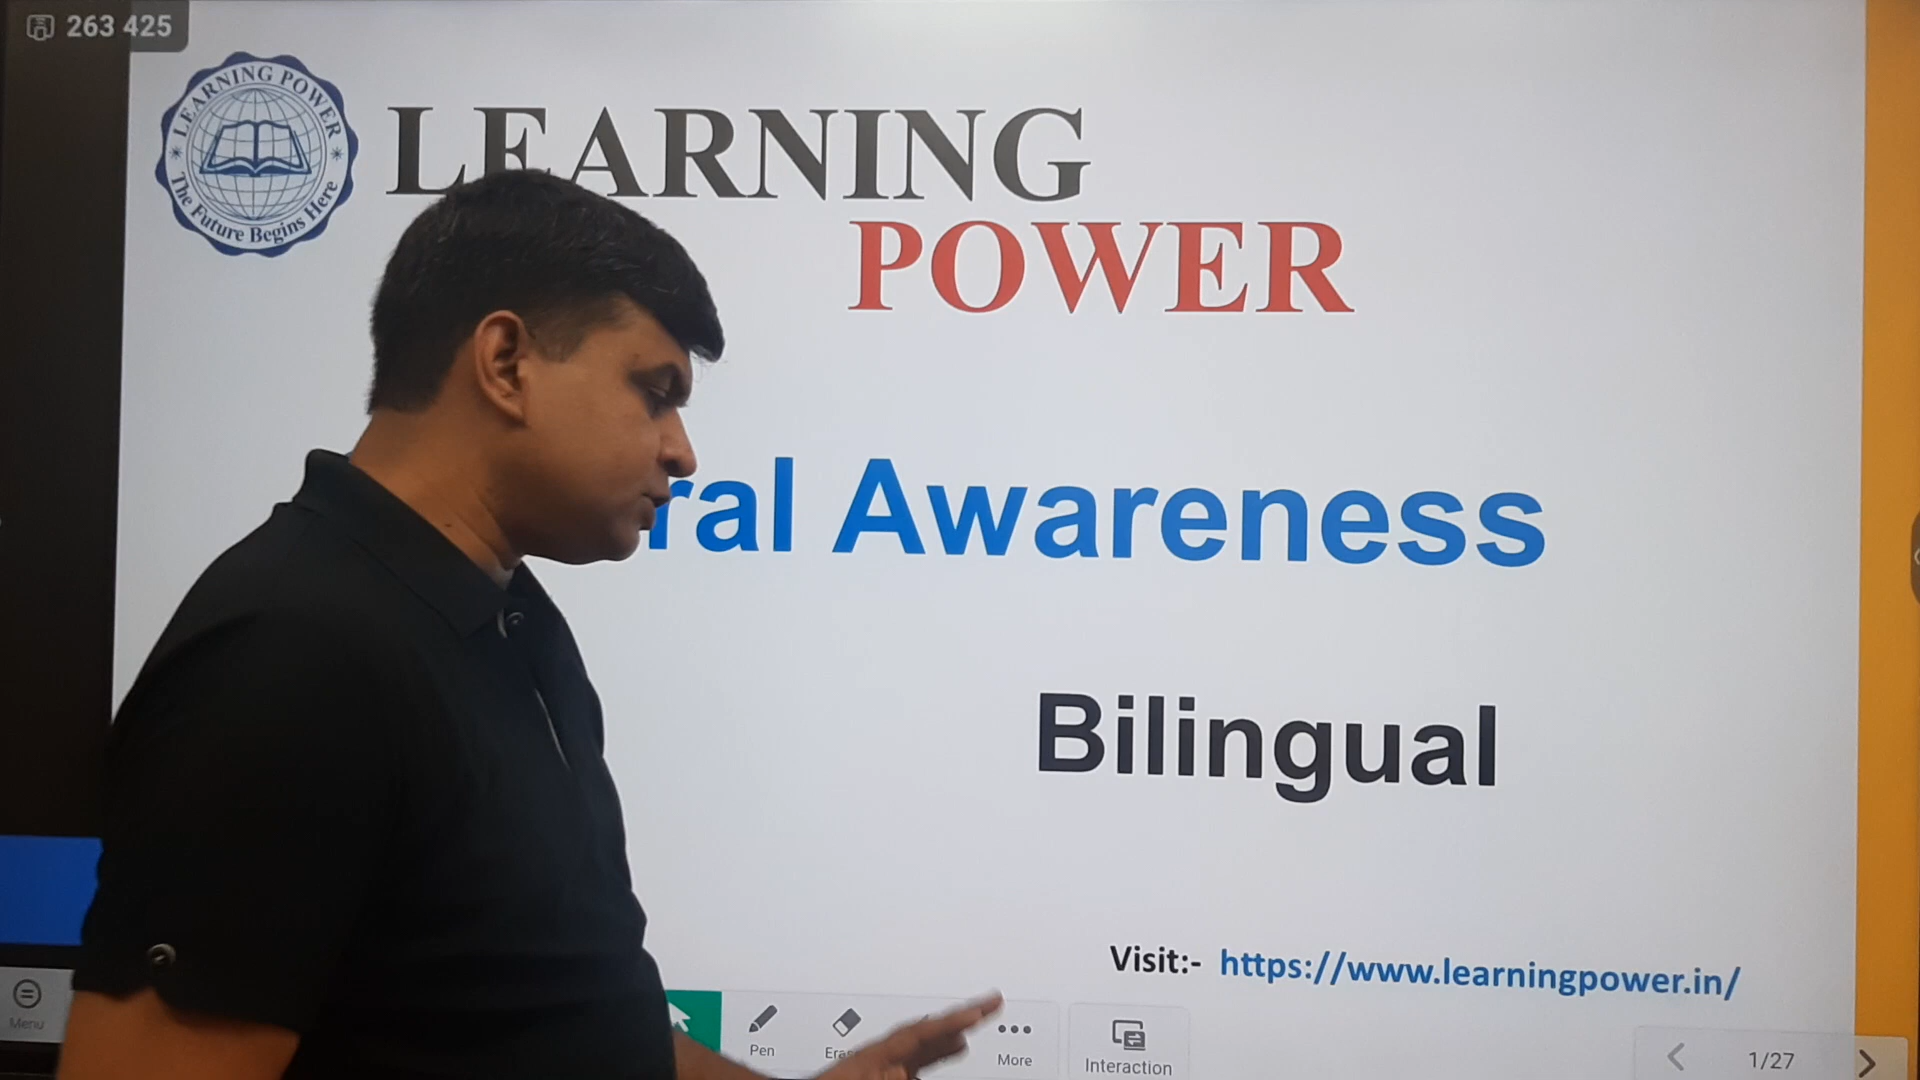 263 425
LEARNING POWER
The Future Begins Here
LEARNING
POWER
ral Awareness
Bilingual
Visit:- https://www.learningpower.in/
Menu
Pen
Eras
More
Interaction
1/27